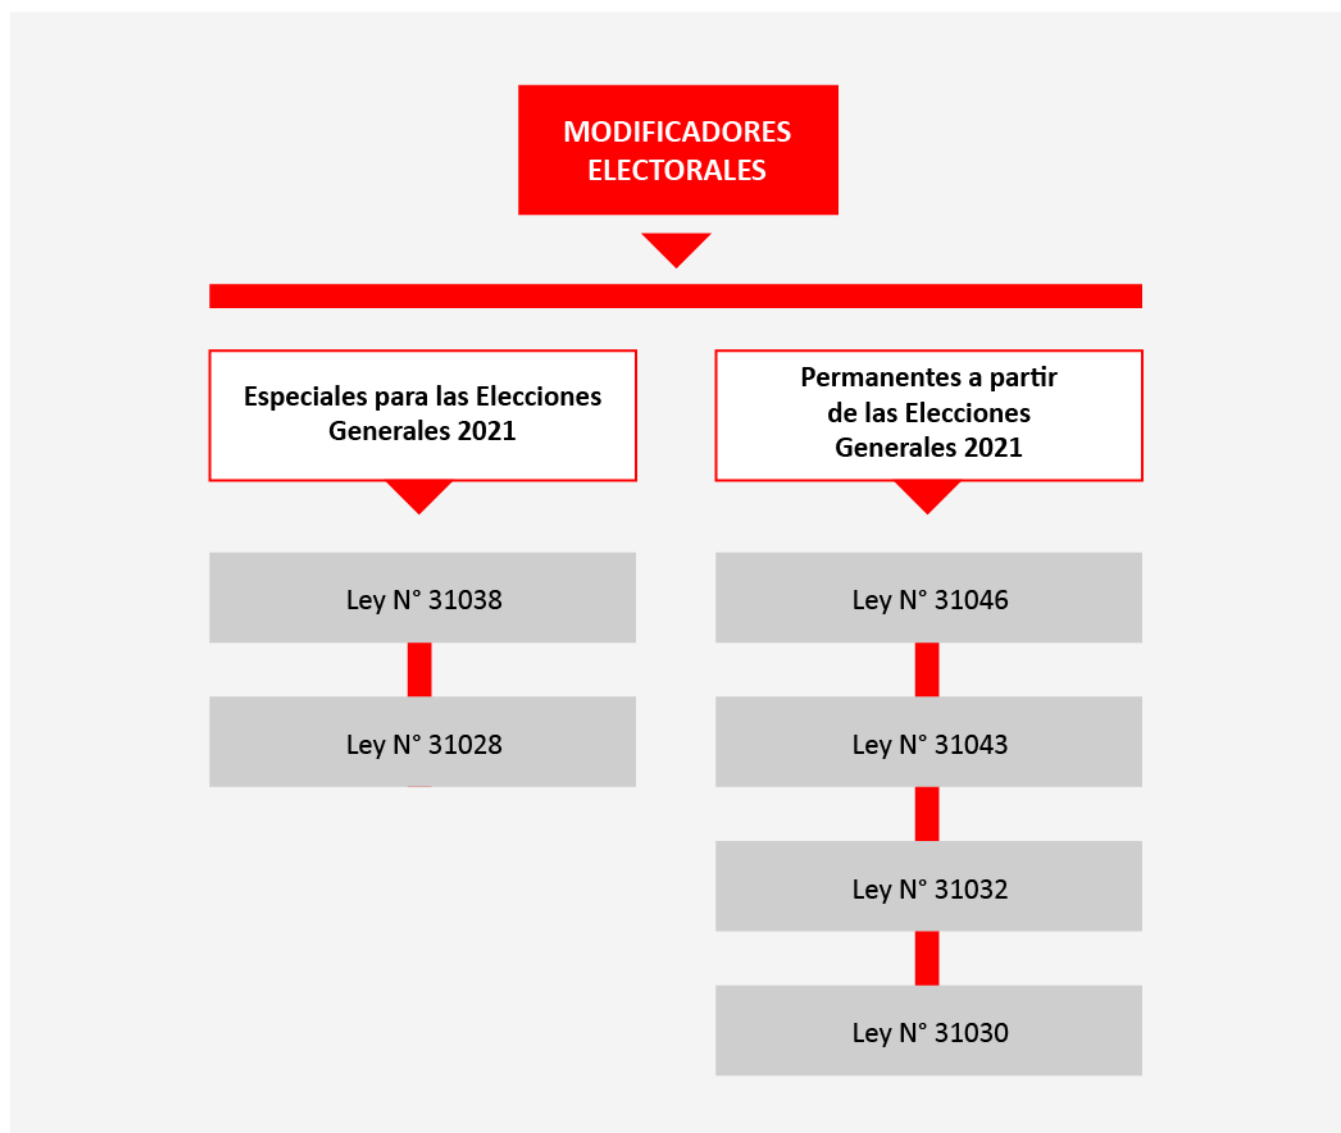 MODIFICADORES
ELECTORALES
Especiales para las Elecciones
Generales 2021
Permanentes a partir
de las Elecciones
Generales 2021
Ley N° 31038
Ley N° 31028
Ley N° 31046
Ley N° 31043
Ley N° 31032
Ley N° 31030